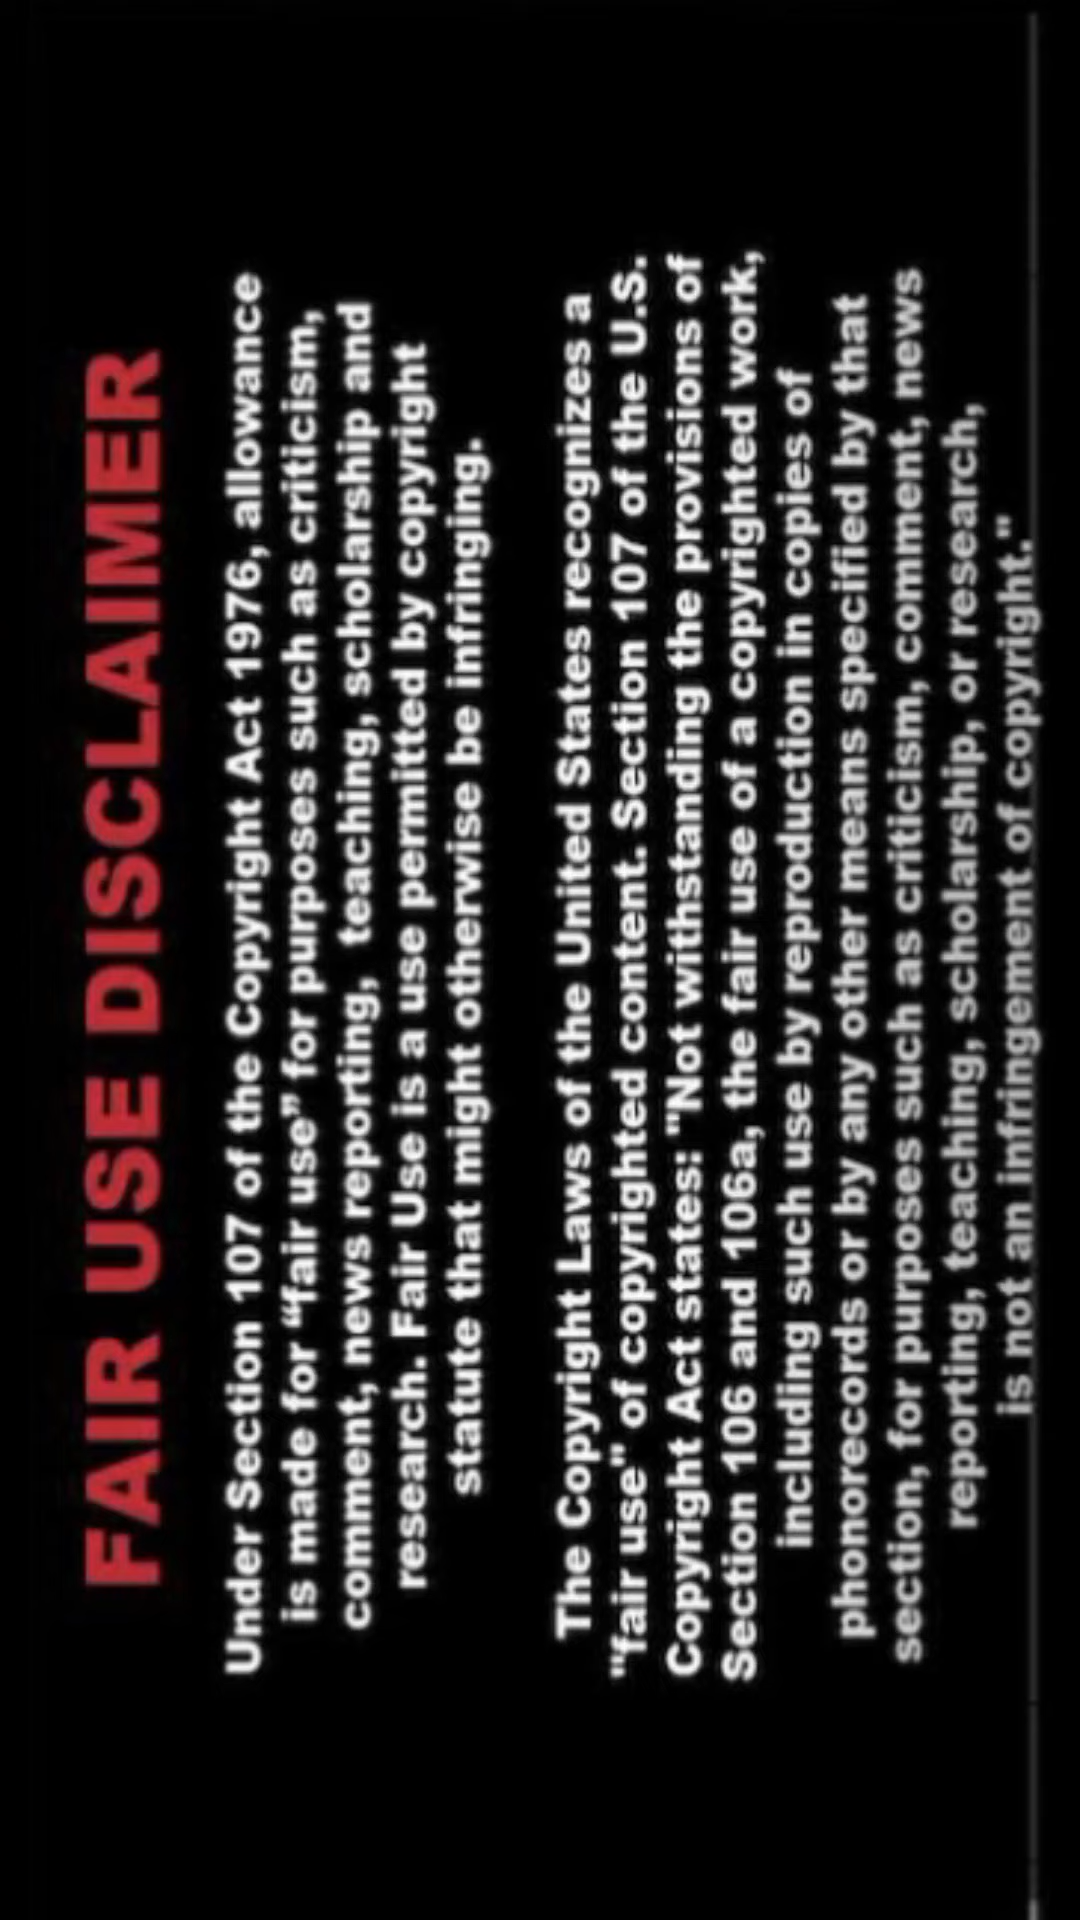 FAIR USE DISCLAIMER
Under Section 107 of the Copyright Act 1976, allowance
is made for “fair use” for purposes such as criticism,
comment, news reporting, teaching, scholarship and
research. Fair Use is a use permitted by copyright
statute that might otherwise be infringing.
The Copyright Laws of the United States recognizes a
"fair use" of copyrighted content. Section 107 of the U.S.
Copyright Act states: "Not withstanding the provisions of
Section 106 and 106a, the fair use of a copyrighted work,
including such use by reproduction in copies of
phonorecords or by any other means specified by that
section, for purposes such as criticism, comment, news
reporting, teaching, scholarship, or research,
is not an infringement of copyright."